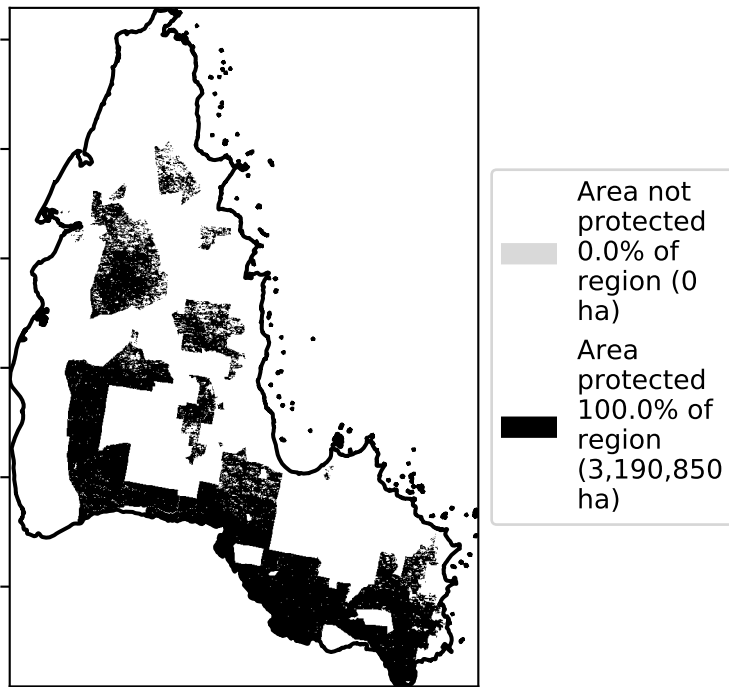 Area not
protected
0.0% of
region (0
ha)
Area
protected
100.0% of
region
(3,190,850
ha)